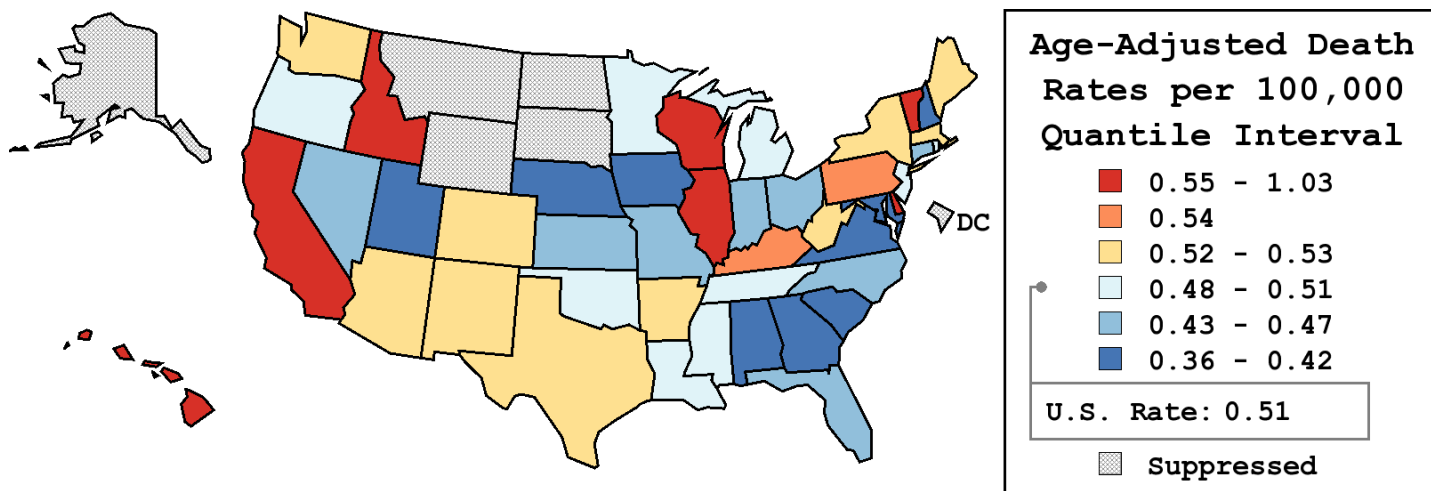 Age-Adjusted Death
Rates per 100,000
Quantile Interval
0.55 - 1.03
0.54
0.52 - 0.53
0.48 - 0.51
0.43 - 0.47
0.36 - 0.42
U.S. Rate: 0.51
Suppressed
DC